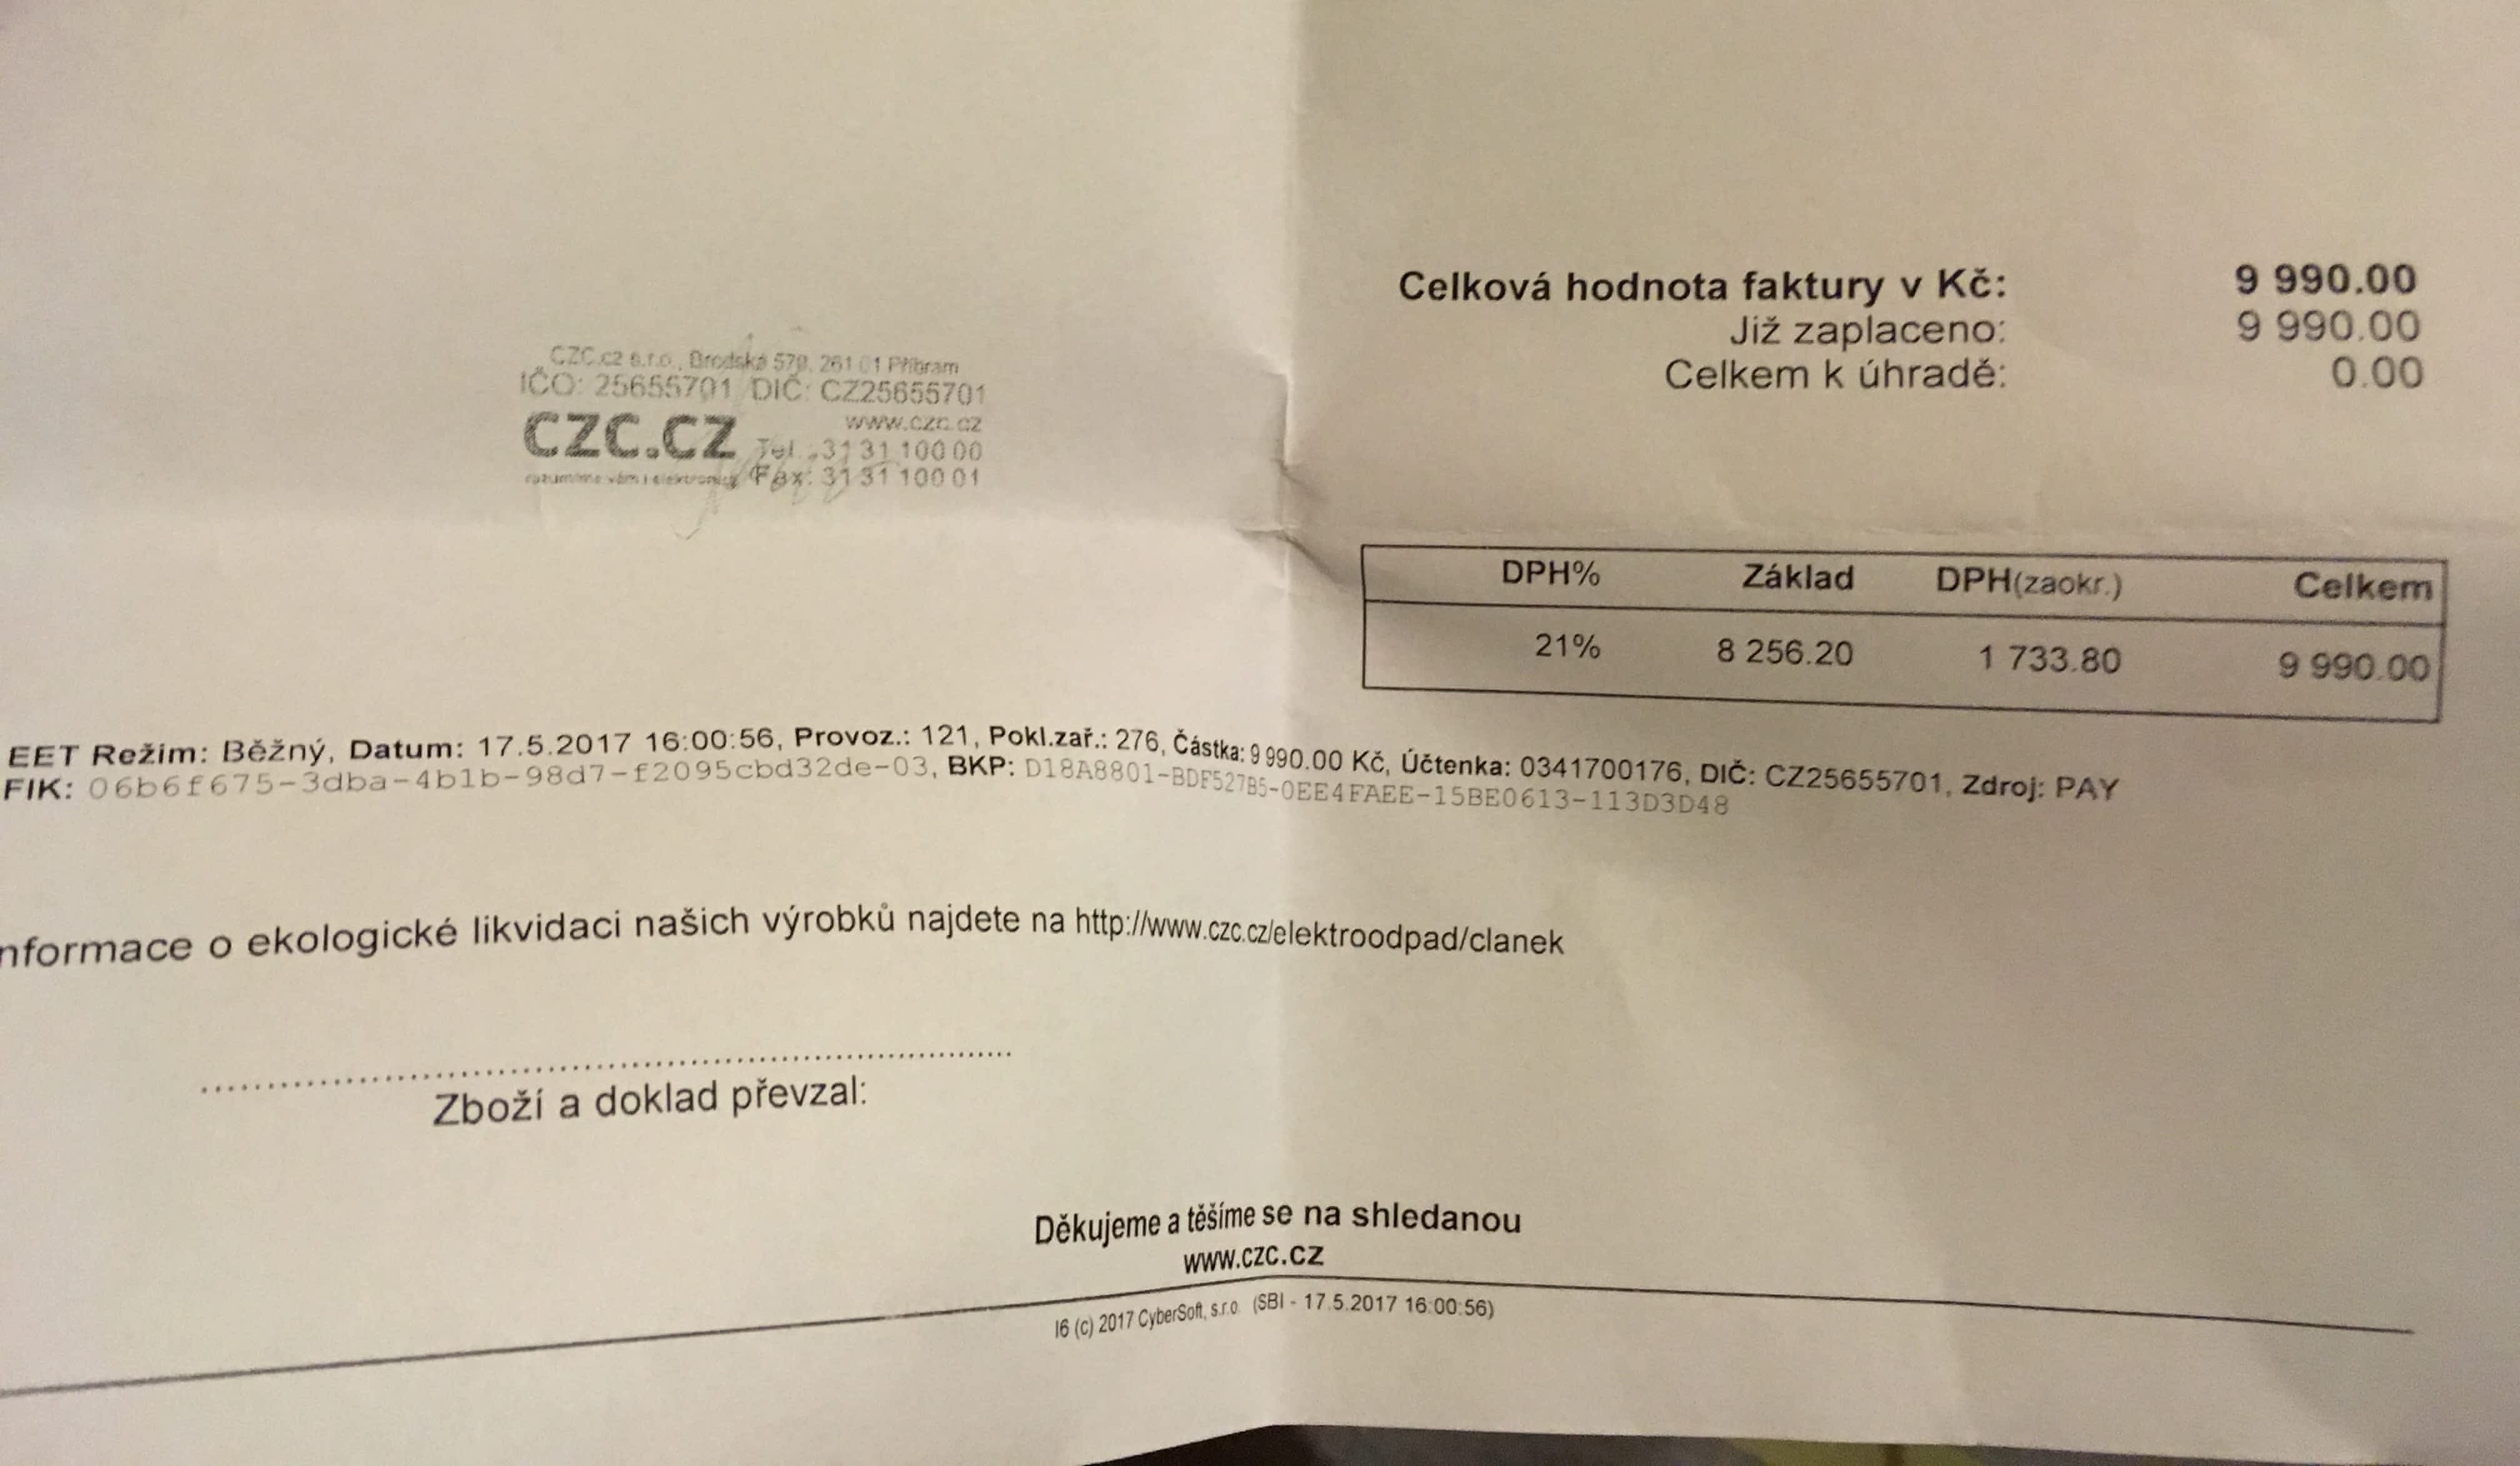 Celková hodnota faktury v Kč: 9 990.00
Již zaplaceno: 9 990.00
Celkem k úhradě: 0.00
CZC.cz s.r.o., Brodská 579, 261 01 Příbram
IČO: 25655701 DIČ: CZ25655701
www.czc.cz
CZC.CZ Tel.: 31 31 100 00
rozumíme vám i elektronice Fax: 31 31 100 01
DPH% Základ DPH(zaokr.) Celkem
21% 8 256.20 1 733.80 9 990.00
EET Režim: Běžný, Datum: 17.5.2017 16:00:56, Provoz.: 121, Pokl.zař.: 276, Částka: 9 990.00 Kč, Účtenka: 0341700176, DIČ: CZ25655701, Zdroj: PAY
FIK: 06b6f675-3dba-4b1b-98d7-f2095cbd32de-03, BKP: D18A8801-BDF527B5-0EE4FAEE-15BE0613-113D3D48
nformace o ekologické likvidaci našich výrobků najdete na http://www.czc.cz/elektroodpad/clanek
Zboží a doklad převzal:
Děkujeme a těšíme se na shledanou
www.czc.cz
I6 (c) 2017 CyberSoft, s.r.o. (SBI - 17.5.2017 16:00:56)